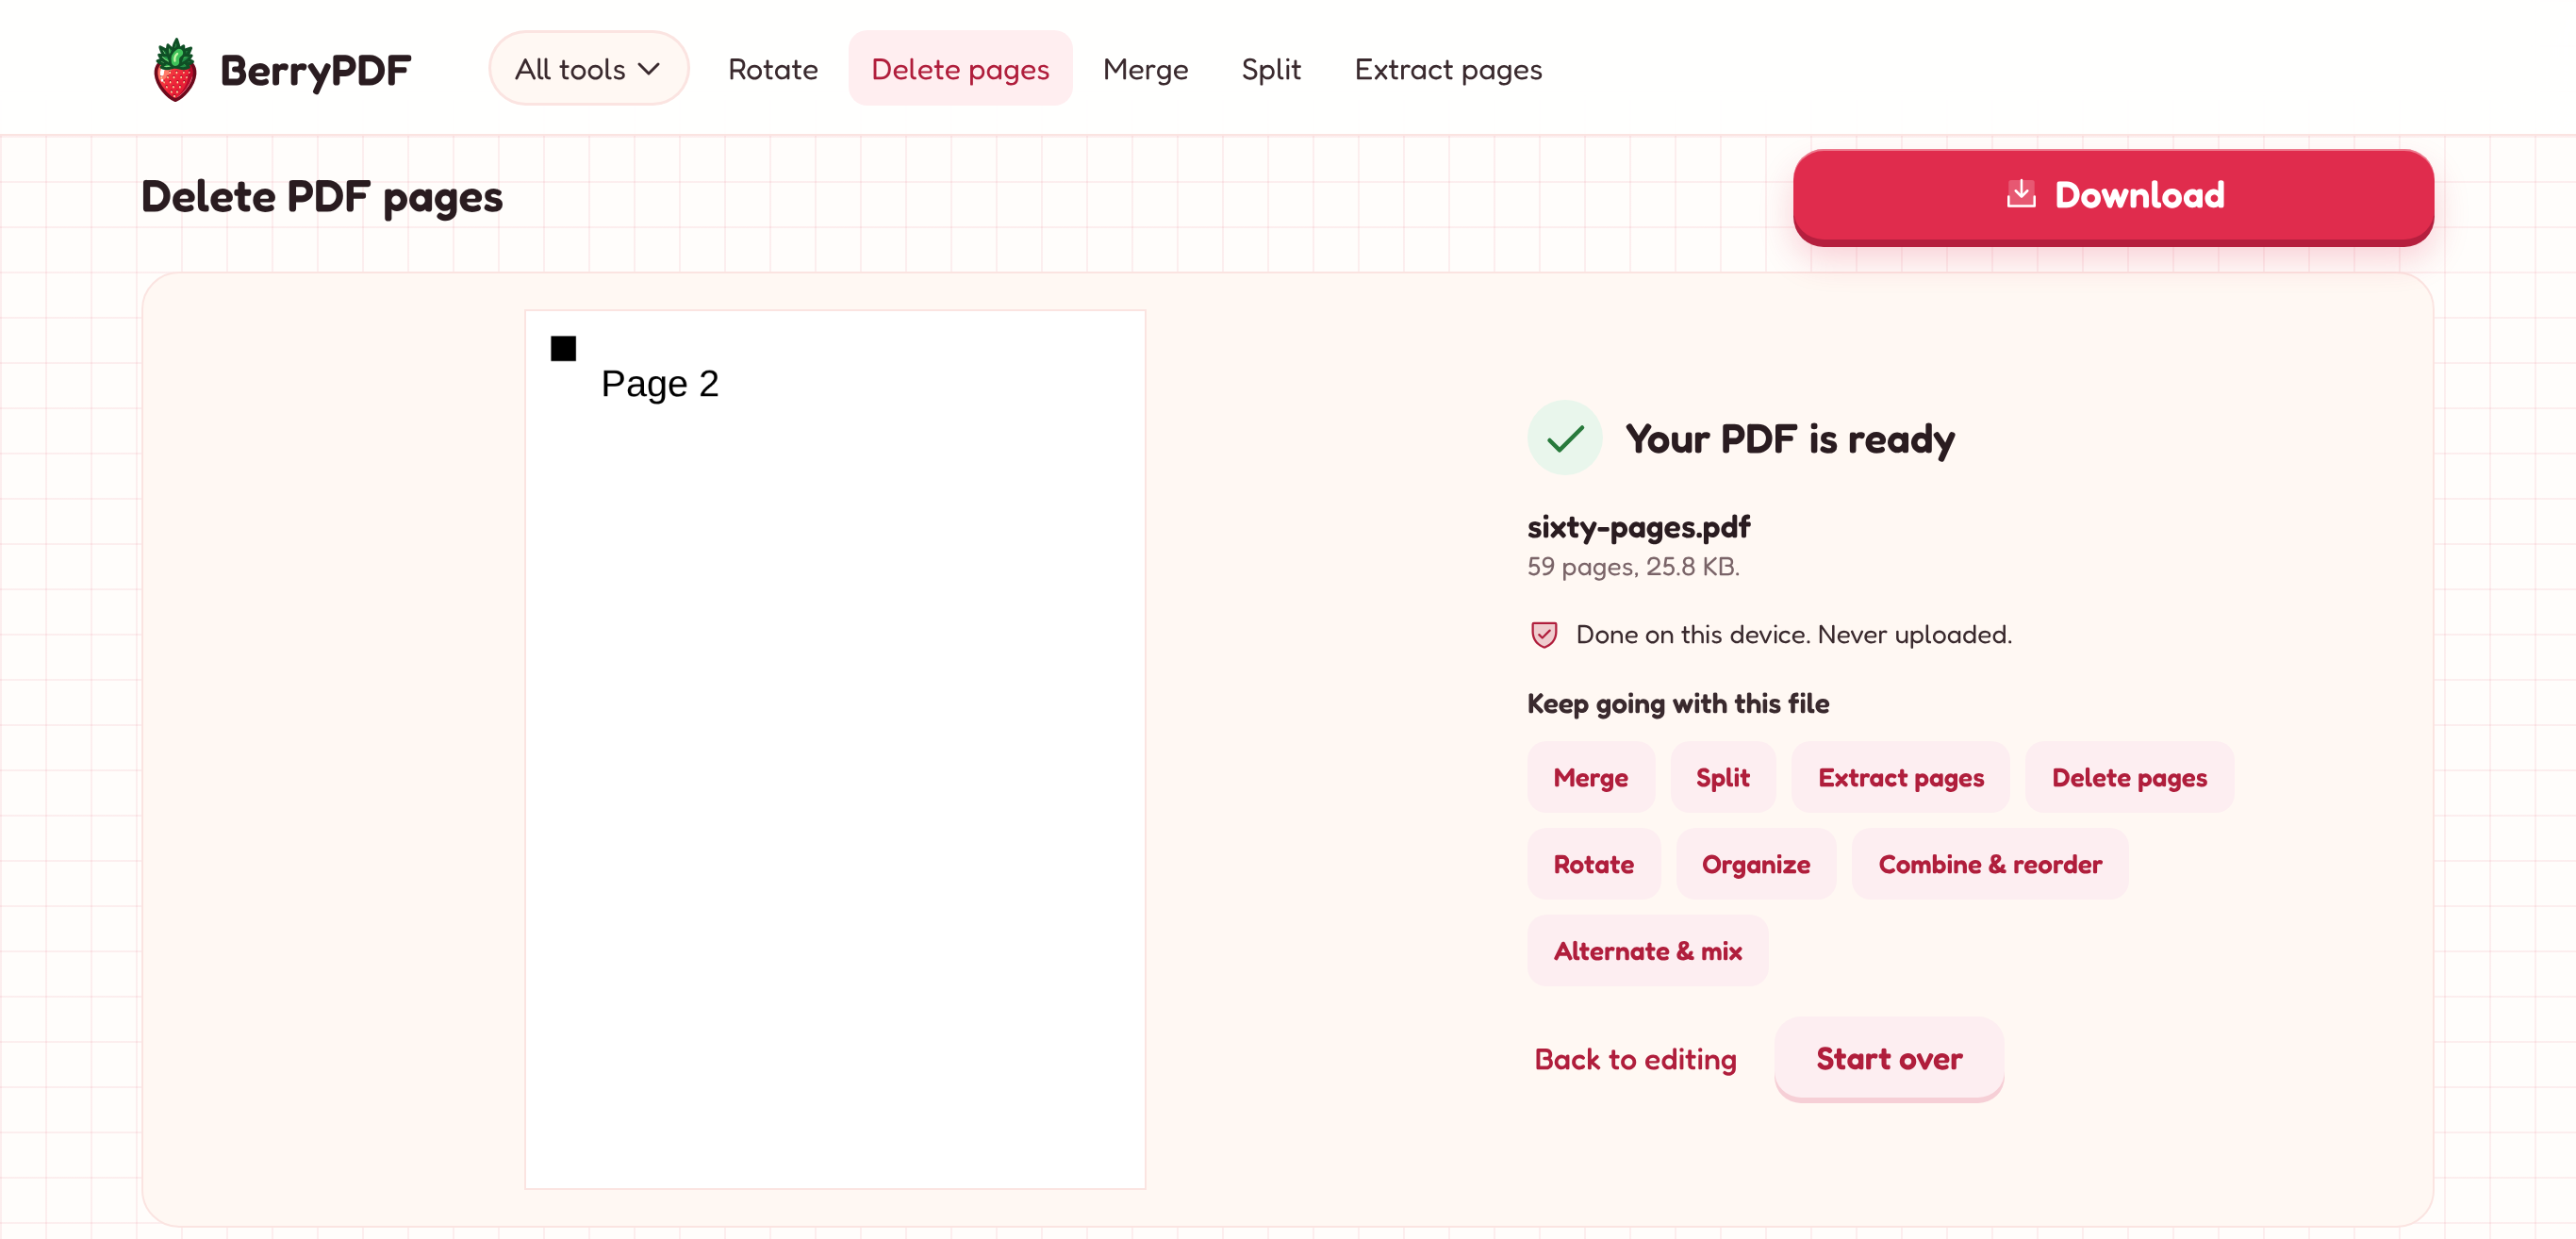 BerryPDF
All tools
Rotate
Delete pages
Merge
Split
Extract pages
Delete PDF pages
Download
Page 2
Your PDF is ready
sixty-pages.pdf
59 pages, 25.8 KB.
Done on this device. Never uploaded.
Keep going with this file
Merge
Split
Extract pages
Delete pages
Rotate
Organize
Combine & reorder
Alternate & mix
Back to editing
Start over